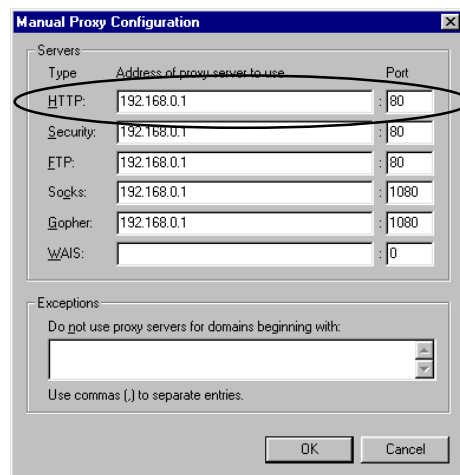 Manual Proxy Configuration
Servers
Type Address of proxy server to use Port
HTTP: 192.168.0.1 : 80
Security: 192.168.0.1 : 80
FTP: 192.168.0.1 : 80
Socks: 192.168.0.1 : 1080
Gopher: 192.168.0.1 : 1080
WAIS: : 0
Exceptions
Do not use proxy servers for domains beginning with:
Use commas (,) to separate entries.
OK Cancel